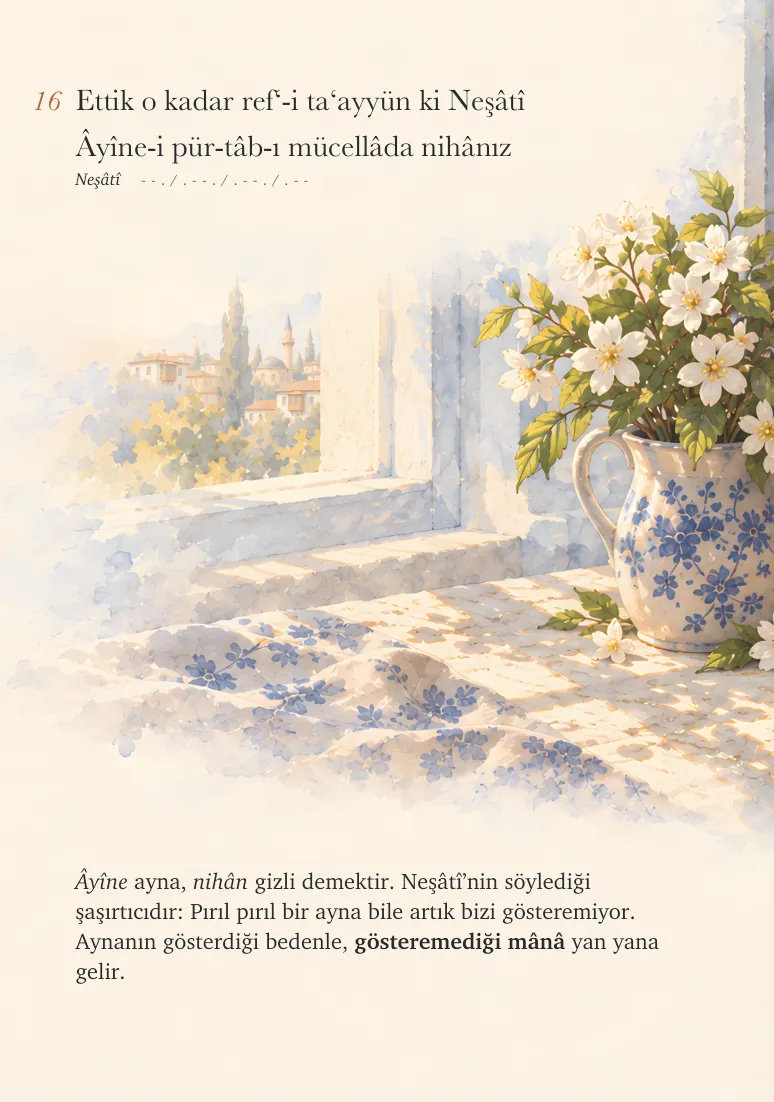 16 Ettik o kadar ref‘-i ta‘ayyün ki Neşâtî
Âyîne-i pür-tâb-ı mücellâda nihânız
Neşâtî - - . / . - - . / . - - . / . - -
Âyîne ayna, nihân gizli demektir. Neşâtî’nin söylediği
şaşırtıcıdır: Pırıl pırıl bir ayna bile artık bizi gösteremiyor.
Aynanın gösterdiği bedenle, gösteremediği mânâ yan yana
gelir.